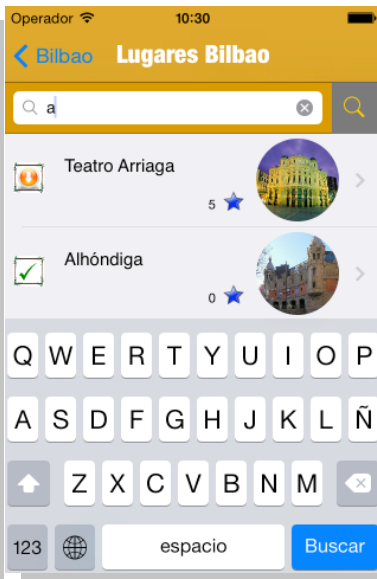 Operador 10:30
Bilbao Lugares Bilbao
a
Teatro Arriaga
5
Alhóndiga
0
Q W E R T Y U I O P
A S D F G H J K L Ñ
Z X C V B N M
123 espacio Buscar